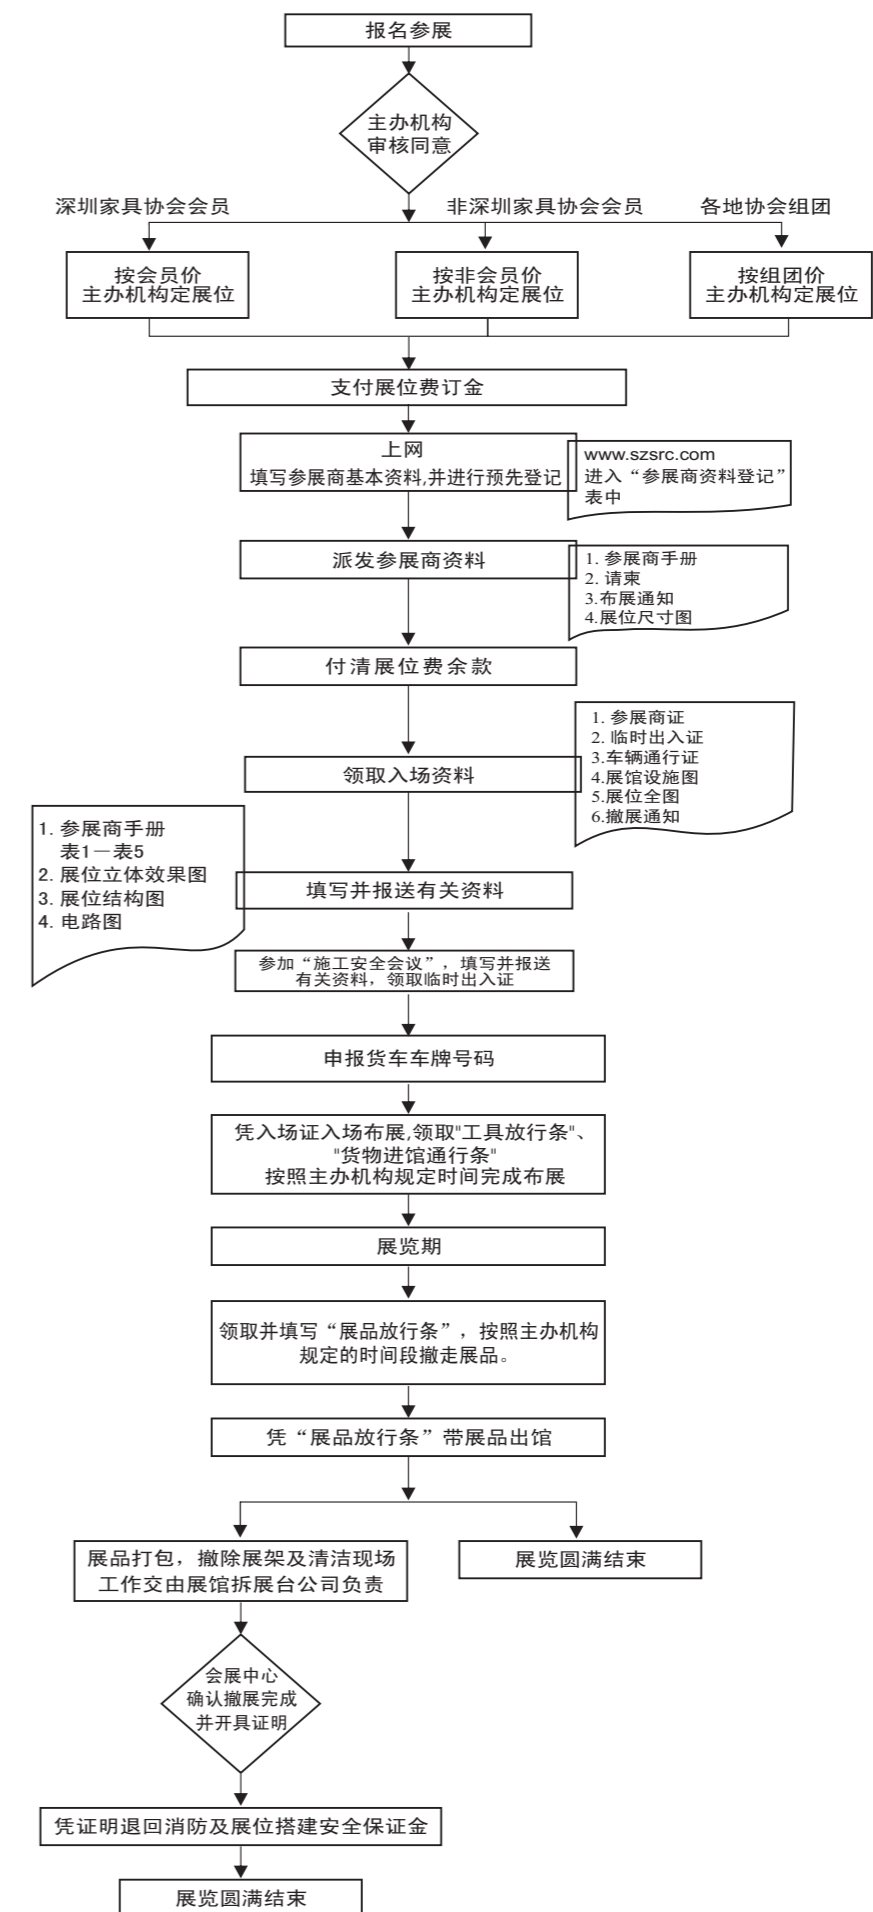 报名参展
主办机构
审核同意
深圳家具协会会员
非深圳家具协会会员
各地协会组团
按会员价
主办机构定展位
按非会员价
主办机构定展位
按组团价
主办机构定展位
支付展位费订金
上网
填写参展商基本资料,并进行预先登记
www.szsrc.com
进入“参展商资料登记”
表中
派发参展商资料
1. 参展商手册
2. 请柬
3.布展通知
4.展位尺寸图
付清展位费余款
领取入场资料
1. 参展商证
2. 临时出入证
3.车辆通行证
4.展馆设施图
5.展位全图
6.撤展通知
1. 参展商手册
表1－表5
2. 展位立体效果图
3. 展位结构图
4. 电路图
填写并报送有关资料
参加“施工安全会议”，填写并报送
有关资料，领取临时出入证
申报货车车牌号码
凭入场证入场布展,领取"工具放行条"、
"货物进馆通行条"
按照主办机构规定时间完成布展
展览期
领取并填写“展品放行条”，按照主办机构
规定的时间段撤走展品。
凭“展品放行条”带展品出馆
展品打包，撤除展架及清洁现场
工作交由展馆拆展台公司负责
展览圆满结束
会展中心
确认撤展完成
并开具证明
凭证明退回消防及展位搭建安全保证金
展览圆满结束